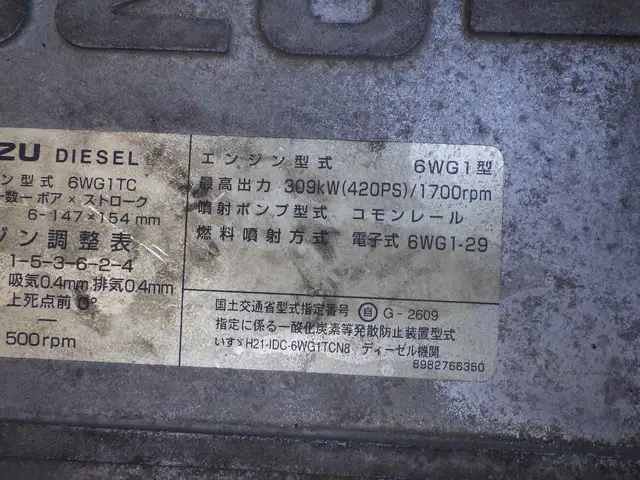 ZU DIESEL
ン型式 6WG1TC
数ーボア×ストローク
6-147×154mm
ジン調整表
1-5-3-6-2-4
吸気0.4mm 排気0.4mm
上死点前0°
—
500rpm
エンジン型式 6WG1型
最高出力 309kW(420PS)/1700rpm
噴射ポンプ型式 コモンレール
燃料噴射方式 電子式 6WG1-29
国土交通省型式指定番号 自 G-2609
指定に係る一酸化炭素等発散防止装置型式
いすゞH21-IDC-6WG1TCN8 ディーゼル機関
8982766350